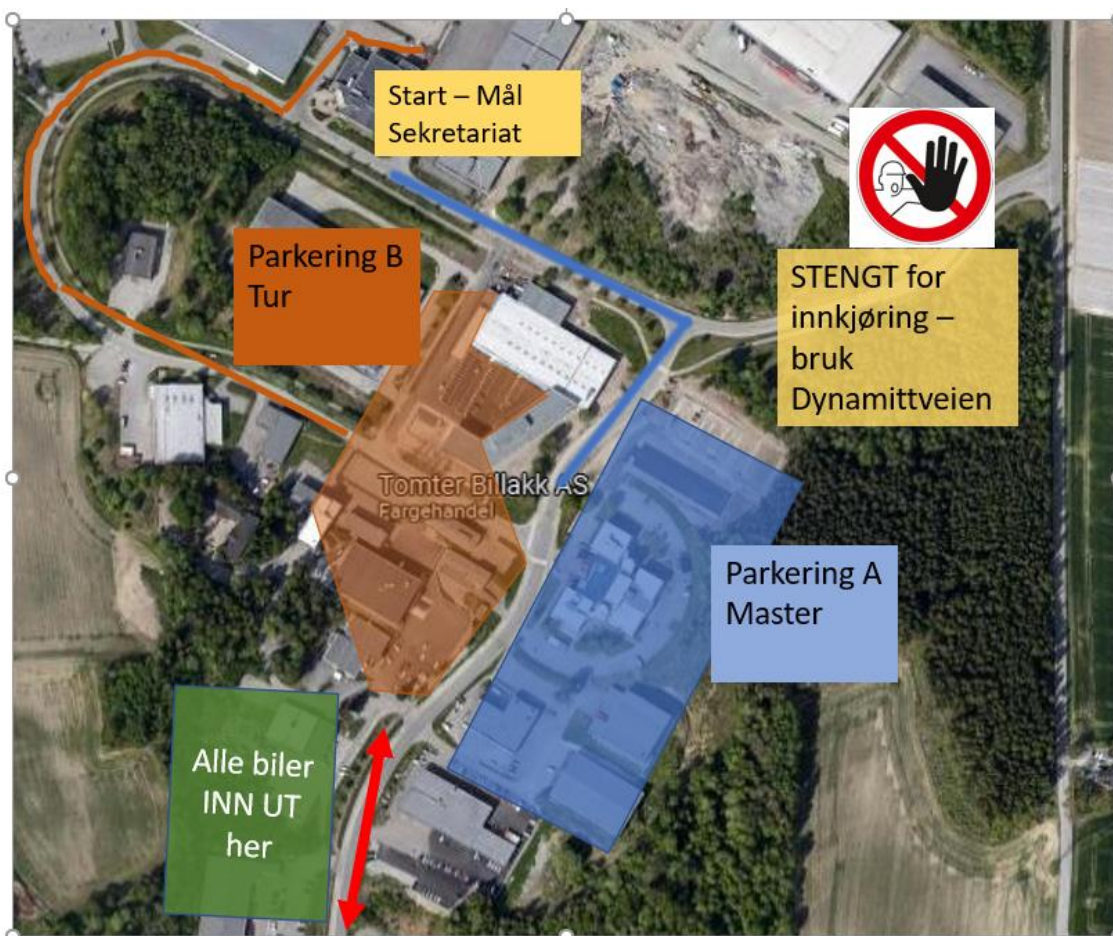 Start – Mål
Sekretariat
Parkering B
Tur
STENGT for
innkjøring –
bruk
Dynamittveien
Tomter Billakk AS
Fargehandel
Parkering A
Master
Alle biler
INN UT
her